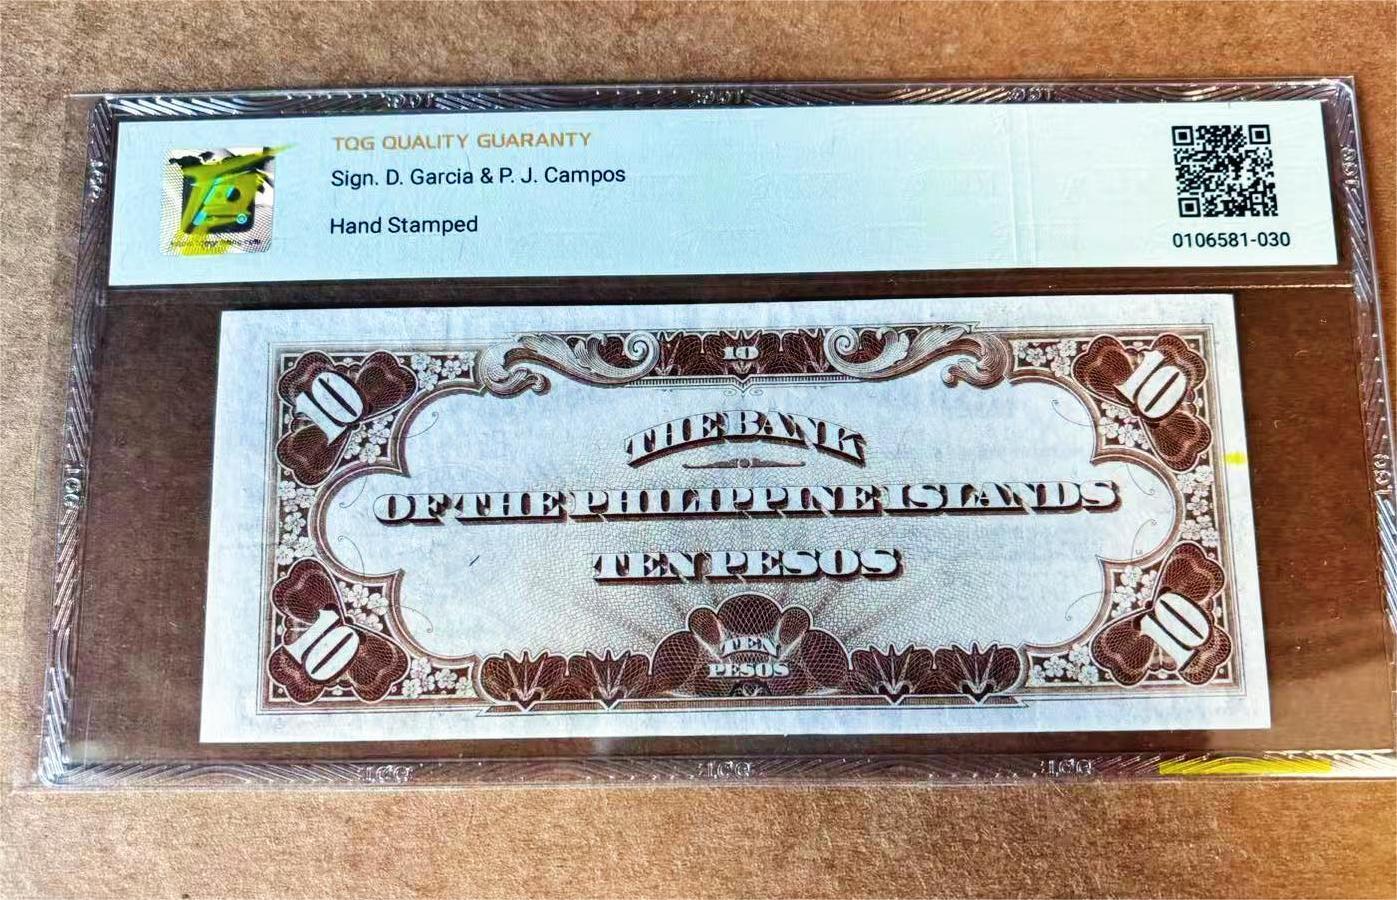 TQG QUALITY GUARANTY
Sign. D. Garcia & P. J. Campos
Hand Stamped
0106581-030
10
10
10
THE BANK
OF THE PHILIPPINE ISLANDS
TEN PESOS
10
TEN
PESOS
10